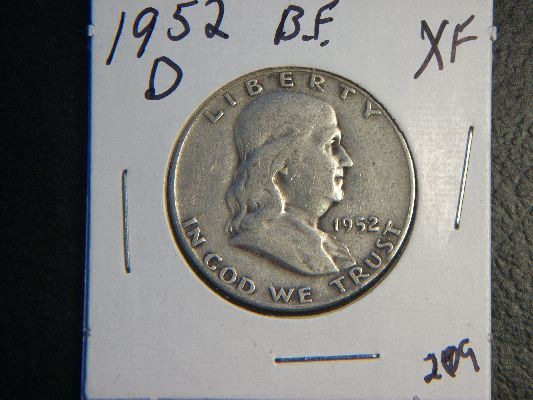 1952 B.F. XF
D
LIBERTY
1952
IN GOD WE TRUST